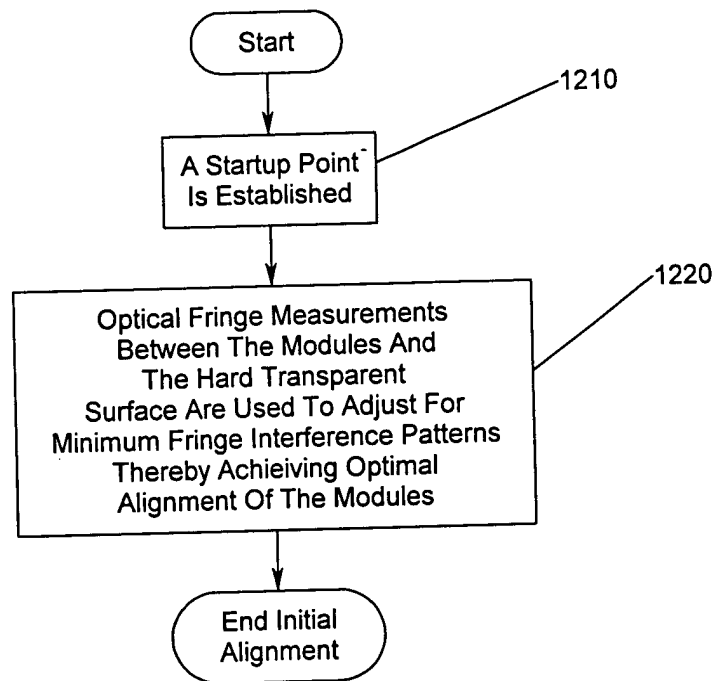 Start
1210
A Startup Point
Is Established
1220
Optical Fringe Measurements
Between The Modules And
The Hard Transparent
Surface Are Used To Adjust For
Minimum Fringe Interference Patterns
Thereby Achieiving Optimal
Alignment Of The Modules
End Initial
Alignment